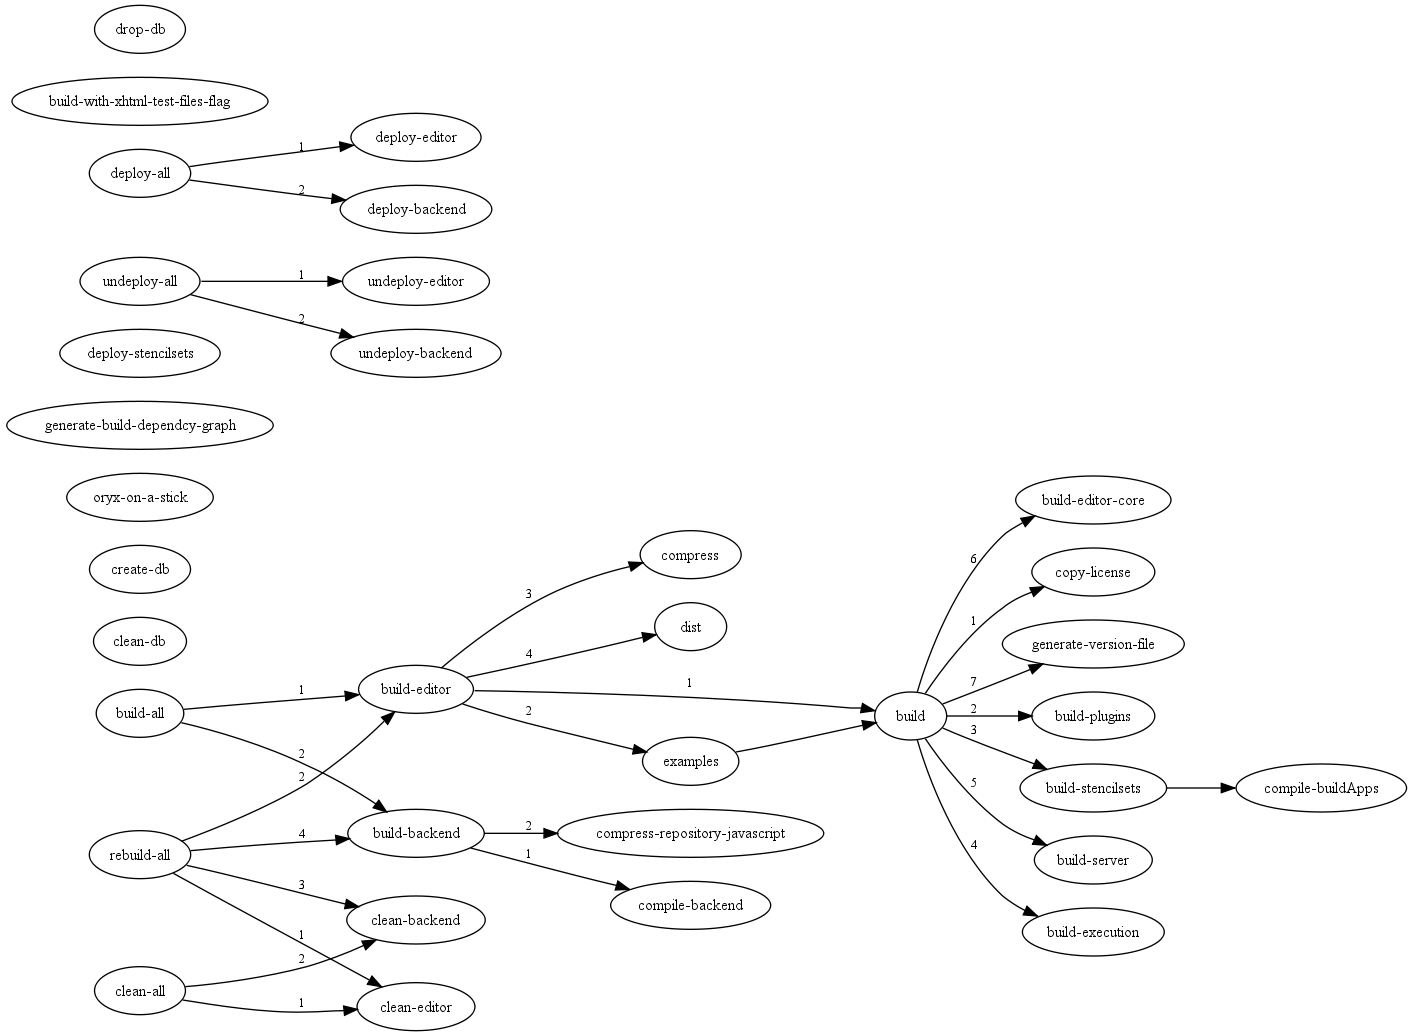 drop-db
build-with-xhtml-test-files-flag
deploy-all
1
deploy-editor
2
deploy-backend
undeploy-all
1
undeploy-editor
2
undeploy-backend
deploy-stencilsets
generate-build-dependcy-graph
oryx-on-a-stick
create-db
clean-db
build-all
1
2
build-editor
3
compress
4
dist
1
2
examples
build
6
build-editor-core
1
copy-license
7
generate-version-file
2
build-plugins
3
build-stencilsets
compile-buildApps
5
build-server
4
build-execution
rebuild-all
2
4
build-backend
2
compress-repository-javascript
1
compile-backend
3
clean-backend
1
clean-all
2
1
clean-editor